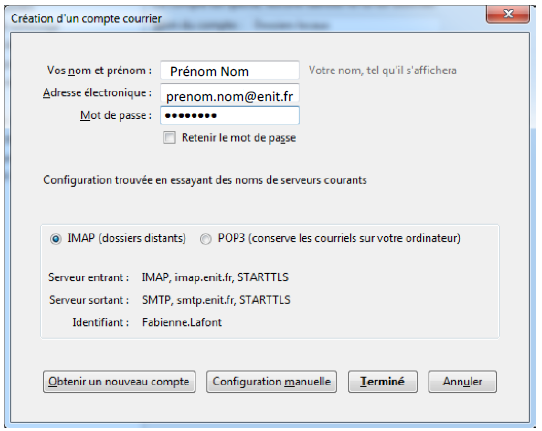 Création d'un compte courrier
Vos nom et prénom : Prénom Nom Votre nom, tel qu'il s'affichera
Adresse électronique : prenom.nom@enit.fr
Mot de passe : ••••••••
Retenir le mot de passe
Configuration trouvée en essayant des noms de serveurs courants
IMAP (dossiers distants) POP3 (conserve les courriels sur votre ordinateur)
Serveur entrant : IMAP, imap.enit.fr, STARTTLS
Serveur sortant : SMTP, smtp.enit.fr, STARTTLS
Identifiant : Fabienne.Lafont
Obtenir un nouveau compte Configuration manuelle Terminé Annuler